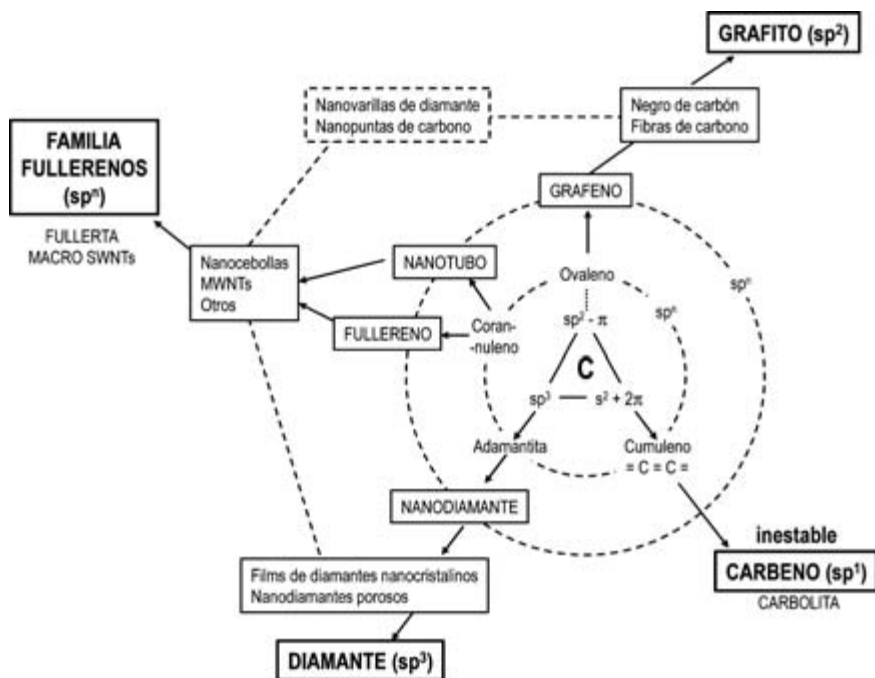 GRAFITO (sp²)
Nanovarillas de diamante
Nanopuntas de carbono
Negro de carbón
Fibras de carbono
FAMILIA
FULLERENOS
(spⁿ)
GRAFENO
FULLERTA
MACRO SWNTs
Nanocebollas
MWNTs
Otros
NANOTUBO
Ovaleno
spⁿ
spⁿ
FULLERENO
Coran-
-nuleno
sp² - π
C
sp³
s² + 2π
Adamantita
Cumuleno
= C = C =
NANODIAMANTE
inestable
CARBENO (sp¹)
CARBOLITA
Films de diamantes nanocristalinos
Nanodiamantes porosos
DIAMANTE (sp³)